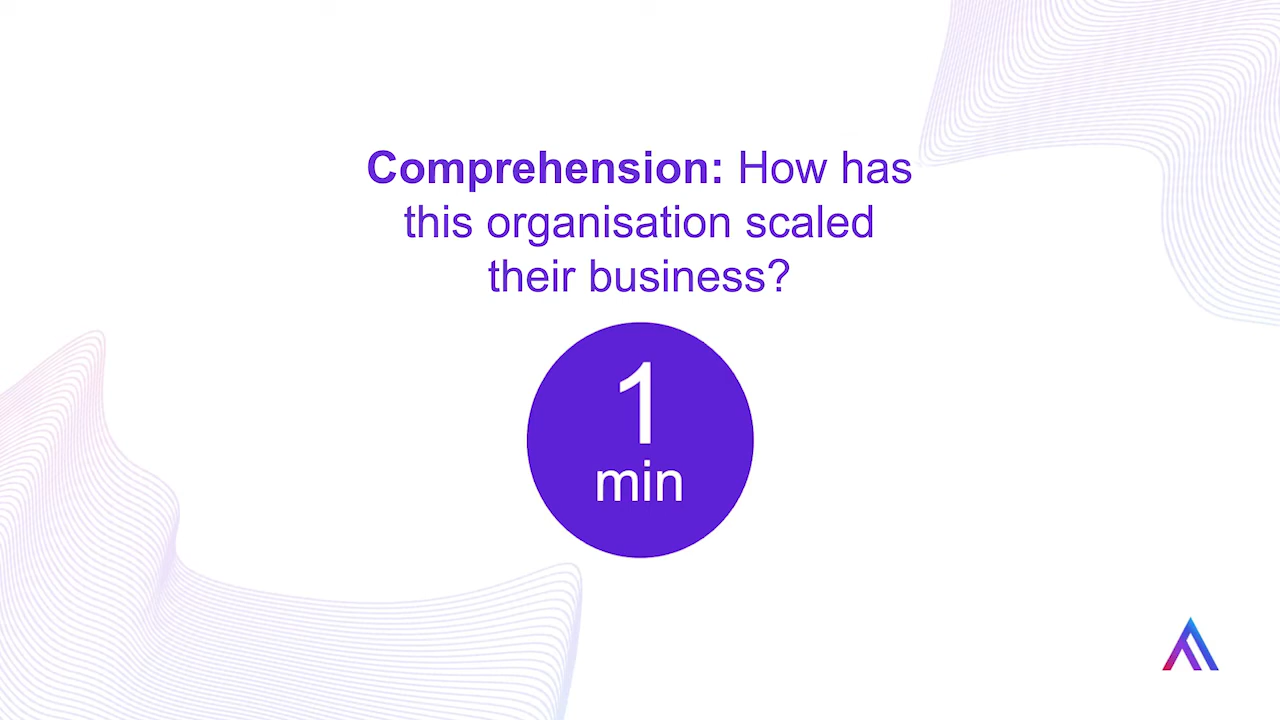 Comprehension: How has
this organisation scaled
their business?
1
min